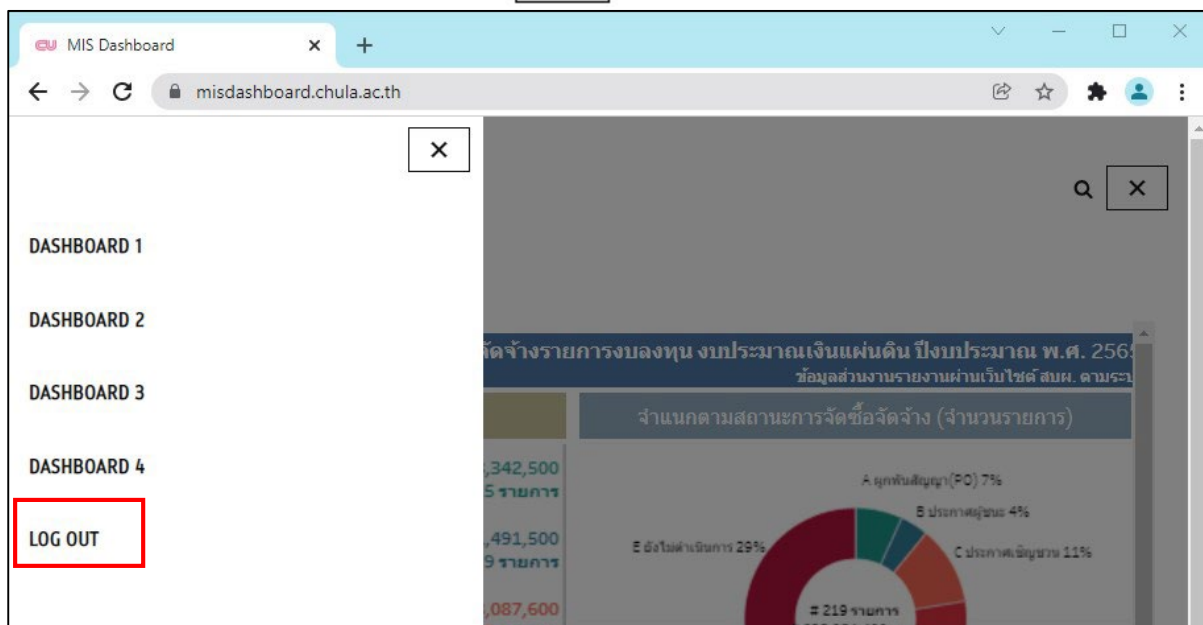 MIS Dashboard
misdashboard.chula.ac.th
DASHBOARD 1
DASHBOARD 2
DASHBOARD 3
DASHBOARD 4
LOG OUT
จัดจ้างรายการงบลงทุน งบประมาณเงินแผ่นดิน ปีงบประมาณ พ.ศ. 256
ข้อมูลส่วนงานรายงานผ่านเว็บไซต์ สบผ. ตามระบ
จำแนกตามสถานะการจัดซื้อจัดจ้าง (จำนวนรายการ)
,342,500
5 รายการ
,491,500
9 รายการ
,087,600
A ผูกพันสัญญา(PO) 7%
B ประกาศผู้ชนะ 4%
C ประกาศเชิญชวน 11%
E ยังไม่ดำเนินการ 29%
# 219 รายการ